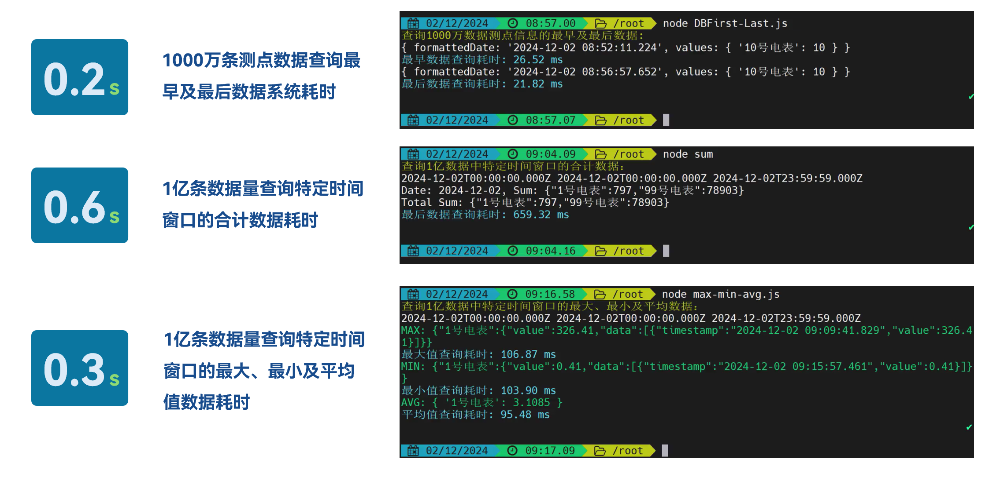 0.2s
1000万条测点数据查询最
早及最后数据系统耗时
02/12/2024 08:57.00 /root node DBFirst-Last.js
查询1000万数据测点信息的最早及最后数据:
{ formattedDate: '2024-12-02 08:52:11.224', values: { '10号电表': 10 } }
最早数据查询耗时: 26.52 ms
{ formattedDate: '2024-12-02 08:56:57.652', values: { '10号电表': 10 } }
最后数据查询耗时: 21.82 ms
02/12/2024 08:57.07 /root
0.6s
1亿条数据量查询特定时间
窗口的合计数据耗时
02/12/2024 09:04.09 /root node sum
查询1亿数据中特定时间窗口的合计数据:
2024-12-02T00:00:00.000Z 2024-12-02T00:00:00.000Z 2024-12-02T23:59:59.000Z
Date: 2024-12-02, Sum: {"1号电表":797,"99号电表":78903}
Total Sum: {"1号电表":797,"99号电表":78903}
最后数据查询耗时: 659.32 ms
02/12/2024 09:04.16 /root
0.3s
1亿条数据量查询特定时间
窗口的最大、最小及平均
值数据耗时
02/12/2024 09:16.58 /root node max-min-avg.js
查询1亿数据中特定时间窗口的最大、最小及平均数据:
2024-12-02T00:00:00.000Z 2024-12-02T00:00:00.000Z 2024-12-02T23:59:59.000Z
MAX: {"1号电表":{"value":326.41,"data":[{"timestamp":"2024-12-02 09:09:41.829","value":326.4
1}]}}
最大值查询耗时: 106.87 ms
MIN: {"1号电表":{"value":0.41,"data":[{"timestamp":"2024-12-02 09:15:57.461","value":0.41}]}
}
最小值查询耗时: 103.90 ms
AVG: { '1号电表': 3.1085 }
平均值查询耗时: 95.48 ms
02/12/2024 09:17.09 /root